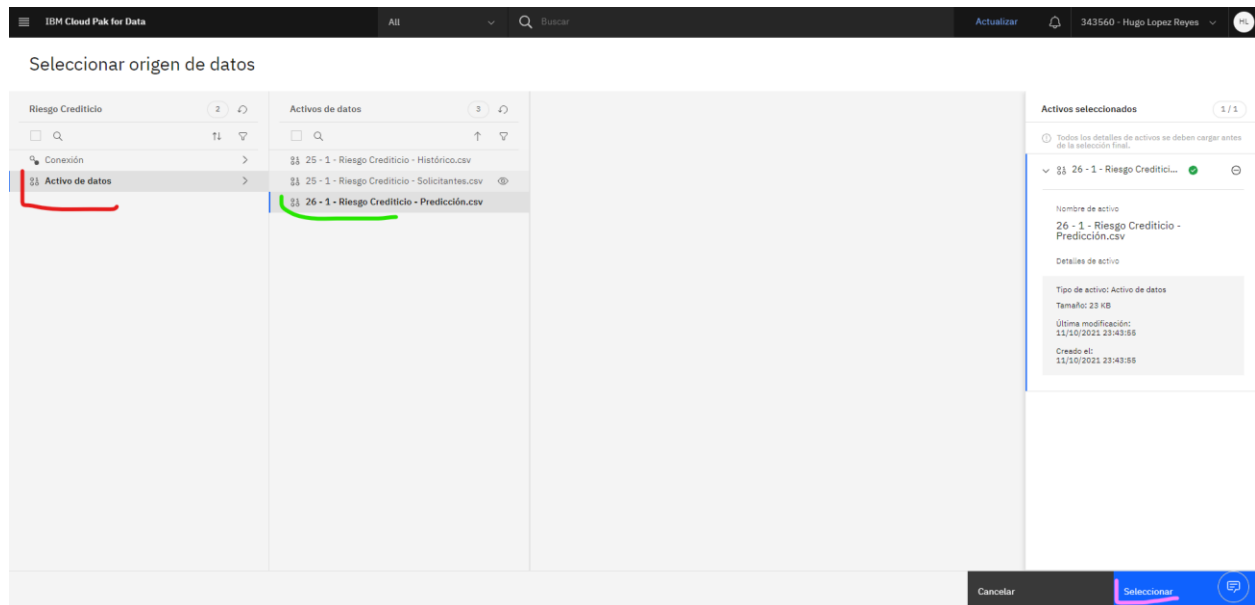 IBM Cloud Pak for Data
All
Buscar
Actualizar
343560 - Hugo Lopez Reyes
HL
Seleccionar origen de datos
Riesgo Crediticio
2
Conexión
Activo de datos
Activos de datos
3
25 - 1 - Riesgo Crediticio - Histórico.csv
25 - 1 - Riesgo Crediticio - Solicitantes.csv
26 - 1 - Riesgo Crediticio - Predicción.csv
Activos seleccionados
1/1
Todos los detalles de activos se deben cargar antes
de la selección final.
26 - 1 - Riesgo Creditici...
Nombre de activo
26 - 1 - Riesgo Crediticio -
Predicción.csv
Detalles de activo
Tipo de activo: Activo de datos
Tamaño: 23 KB
Última modificación:
11/10/2021 23:43:55
Creado el:
11/10/2021 23:43:55
Cancelar
Seleccionar